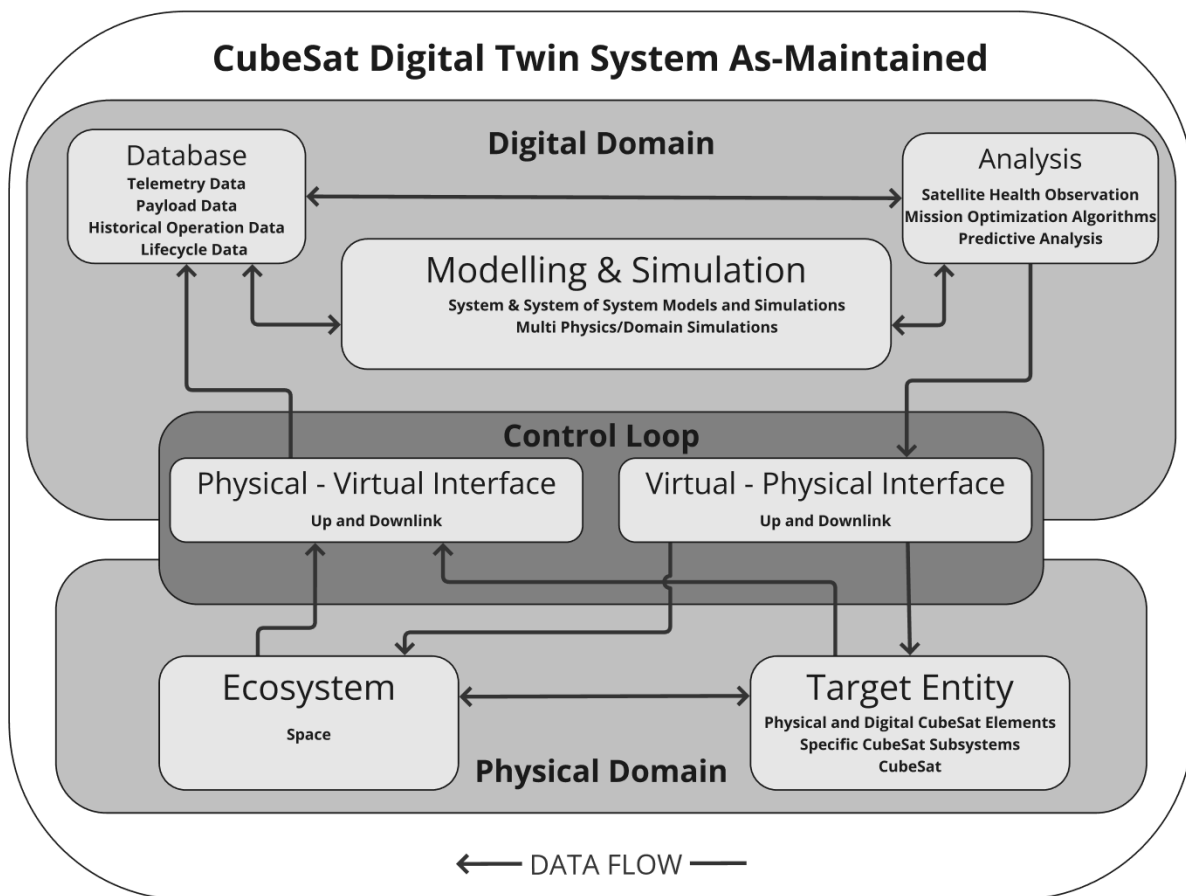 CubeSat Digital Twin System As-Maintained
Digital Domain
Database
Telemetry Data
Payload Data
Historical Operation Data
Lifecycle Data
Analysis
Satellite Health Observation
Mission Optimization Algorithms
Predictive Analysis
Modelling & Simulation
System & System of System Models and Simulations
Multi Physics/Domain Simulations
Control Loop
Physical - Virtual Interface
Up and Downlink
Virtual - Physical Interface
Up and Downlink
Ecosystem
Space
Target Entity
Physical and Digital CubeSat Elements
Specific CubeSat Subsystems
CubeSat
Physical Domain
DATA FLOW